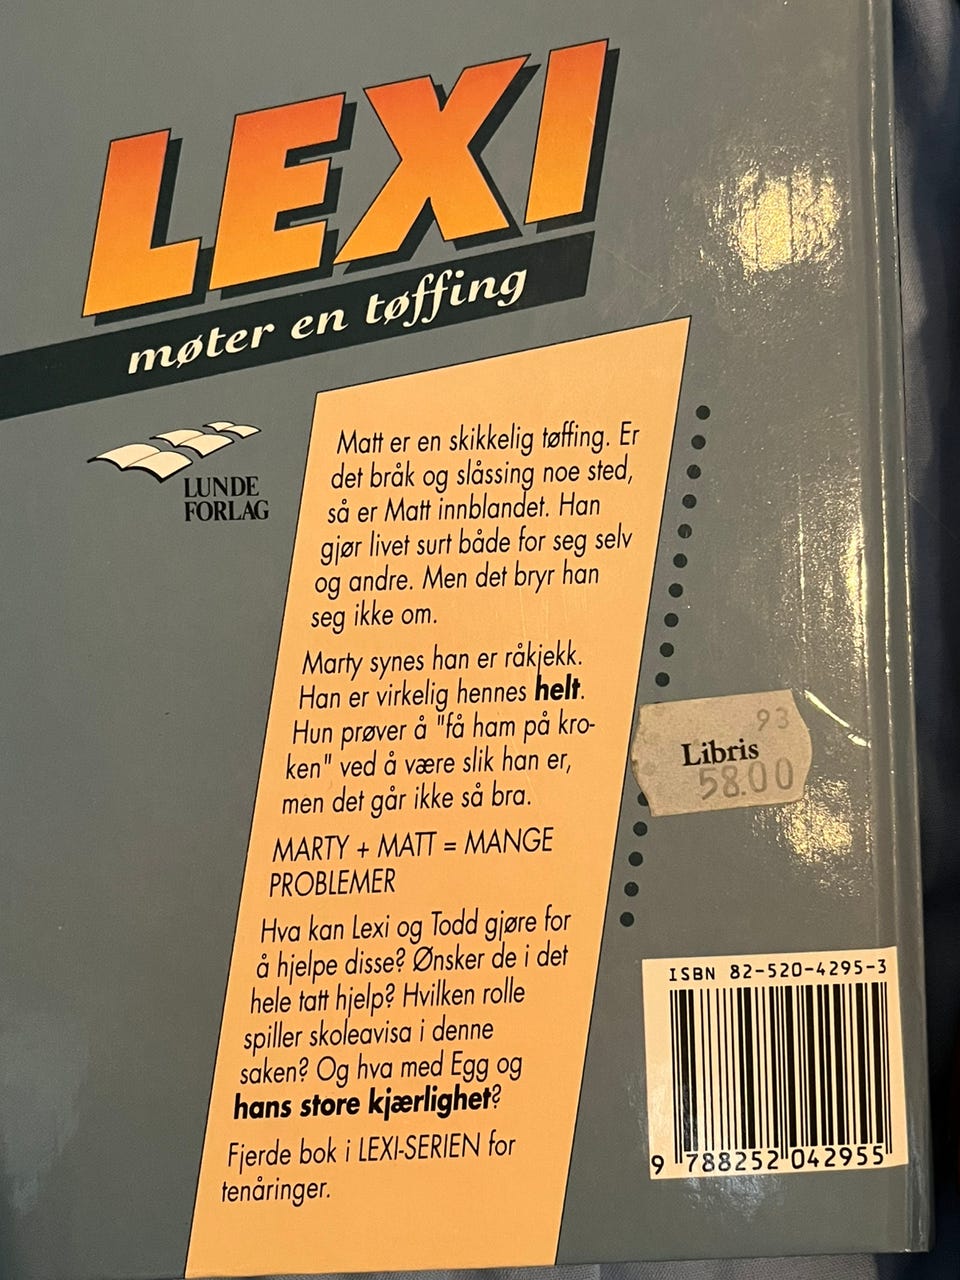 LEXI
møter en tøffing
LUNDE
FORLAG
Matt er en skikkelig tøffing. Er
det bråk og slåssing noe sted,
så er Matt innblandet. Han
gjør livet surt både for seg selv
og andre. Men det bryr han
seg ikke om.
Marty synes han er råkjekk.
Han er virkelig hennes helt.
Hun prøver å "få ham på kro-
ken" ved å være slik han er,
men det går ikke så bra.
MARTY + MATT = MANGE
PROBLEMER
Hva kan Lexi og Todd gjøre for
å hjelpe disse? Ønsker de i det
hele tatt hjelp? Hvilken rolle
spiller skoleavisa i denne
saken? Og hva med Egg og
hans store kjærlighet?
Fjerde bok i LEXI-SERIEN for
tenåringer.
93
Libris
58.00
ISBN 82-520-4295-3
9 788252 042955